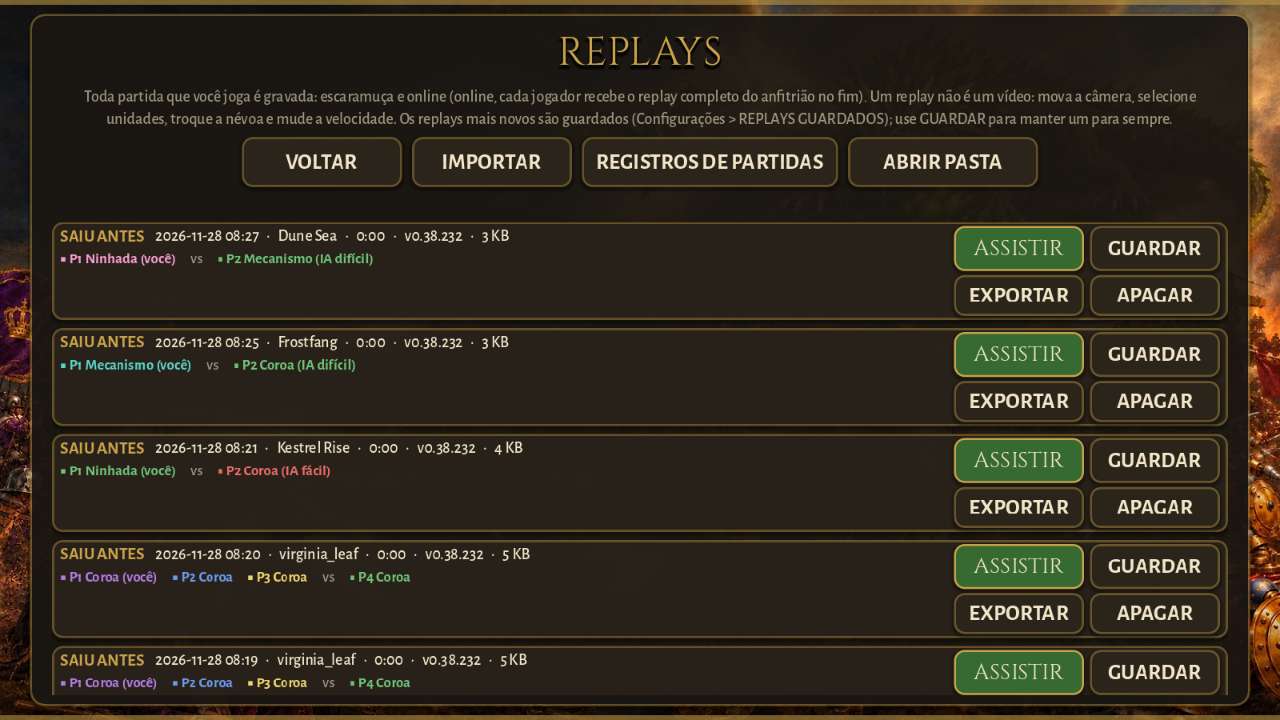 REPLAYS
Toda partida que você joga é gravada: escaramuça e online (online, cada jogador recebe o replay completo do anfitrião no fim). Um replay não é um vídeo: mova a câmera, selecione
unidades, troque a névoa e mude a velocidade. Os replays mais novos são guardados (Configurações > REPLAYS GUARDADOS); use GUARDAR para manter um para sempre.
VOLTAR IMPORTAR REGISTROS DE PARTIDAS ABRIR PASTA
SAIU ANTES 2026-11-28 08:27 · Dune Sea · 0:00 · v0.38.232 · 3 KB
▪ P1 Ninhada (você) vs ▪ P2 Mecanismo (IA difícil)
ASSISTIR GUARDAR
EXPORTAR APAGAR
SAIU ANTES 2026-11-28 08:25 · Frostfang · 0:00 · v0.38.232 · 3 KB
▪ P1 Mecanismo (você) vs ▪ P2 Coroa (IA difícil)
ASSISTIR GUARDAR
EXPORTAR APAGAR
SAIU ANTES 2026-11-28 08:21 · Kestrel Rise · 0:00 · v0.38.232 · 4 KB
▪ P1 Ninhada (você) vs ▪ P2 Coroa (IA fácil)
ASSISTIR GUARDAR
EXPORTAR APAGAR
SAIU ANTES 2026-11-28 08:20 · virginia_leaf · 0:00 · v0.38.232 · 5 KB
▪ P1 Coroa (você) ▪ P2 Coroa ▪ P3 Coroa vs ▪ P4 Coroa
ASSISTIR GUARDAR
EXPORTAR APAGAR
SAIU ANTES 2026-11-28 08:19 · virginia_leaf · 0:00 · v0.38.232 · 5 KB
▪ P1 Coroa (você) ▪ P2 Coroa ▪ P3 Coroa vs ▪ P4 Coroa
ASSISTIR GUARDAR